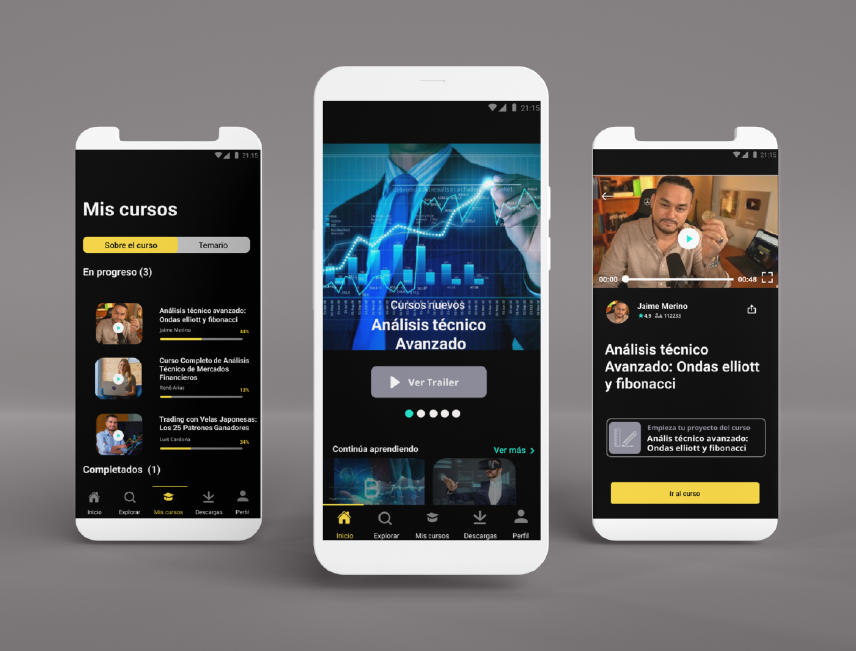 21:15
Mis cursos
Sobre el curso
Temario
En progreso (3)
Análisis técnico avanzado:
Ondas elliott y fibonacci
Jaime Merino
Curso Completo de Análisis
Técnico de Mercados
Financieros
René Arias
13%
Trading con Velas Japonesas:
Los 25 Patrones Ganadores
Luis Cardona
34%
Completados (1)
Inicio
Explorar
Mis cursos
Descargas
Perfil
21:15
Cursos nuevos
Análisis técnico
Avanzado
Ver Trailer
Continúa aprendiendo
Ver más
Inicio
Explorar
Mis cursos
Descargas
Perfil
21:15
00:00
00:48
Jaime Merino
4.9
112233
Análisis técnico
Avanzado: Ondas elliott
y fibonacci
Empieza tu proyecto del curso
Anális técnico avanzado:
Ondas elliott y fibonacci
Ir al curso